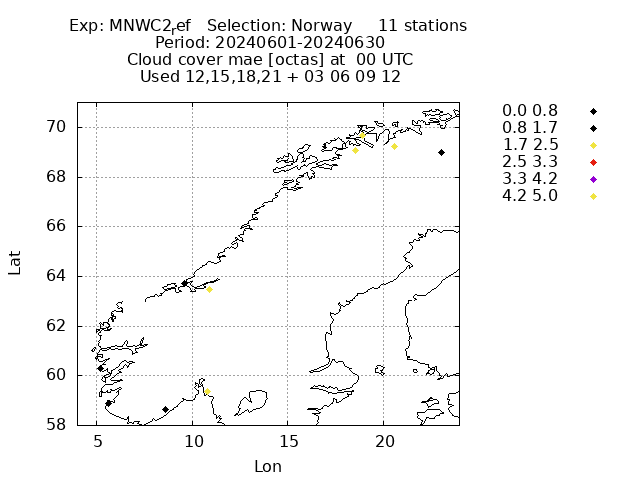 Exp: MNWC2ref   Selection: Norway     11 stations
Period: 20240601-20240630
Cloud cover mae [octas] at  00 UTC
Used 12,15,18,21 + 03 06 09 12
0.0 0.8
0.8 1.7
1.7 2.5
2.5 3.3
3.3 4.2
4.2 5.0
70
68
66
64
62
60
58
Lat
5
10
15
20
Lon